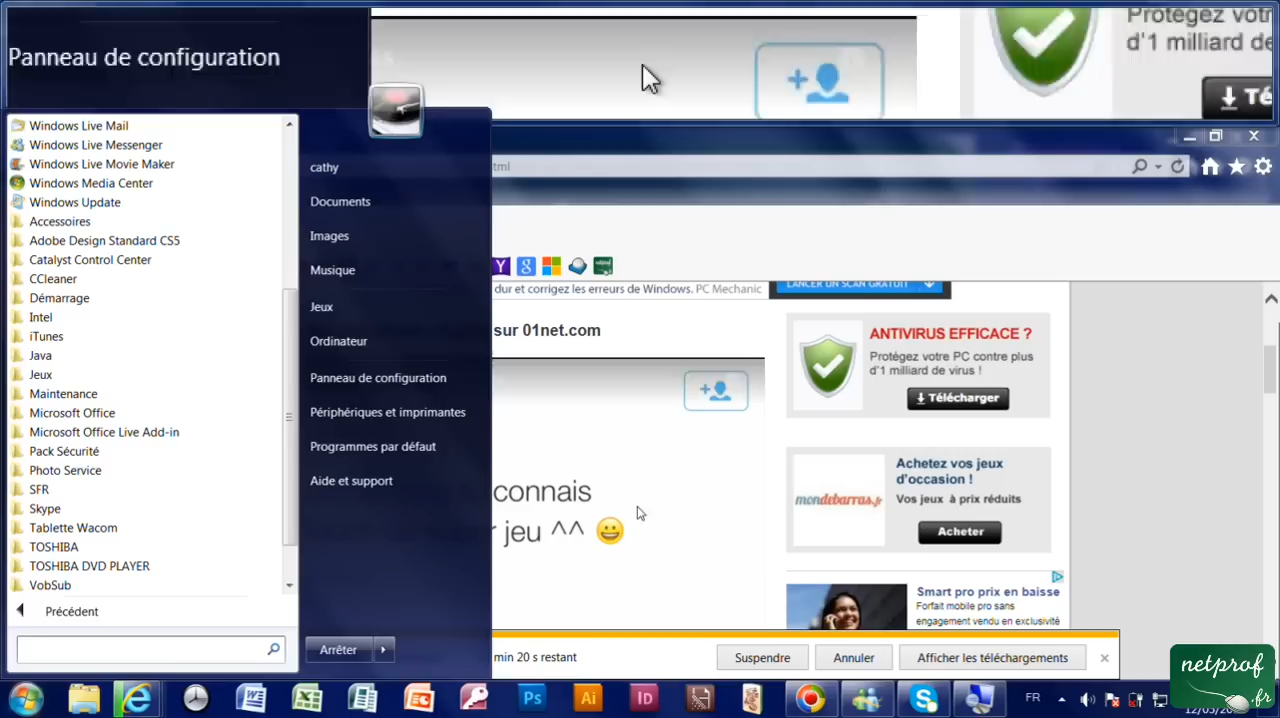 Panneau de configuration
Protégez
d'1 milliard de
html
Windows Live Mail
Windows Live Messenger
Windows Live Movie Maker
Windows Media Center
Windows Update
Accessoires
Adobe Design Standard CS5
Catalyst Control Center
CCleaner
Démarrage
Intel
iTunes
Java
Jeux
Maintenance
Microsoft Office
Microsoft Office Live Add-in
Pack Sécurité
Photo Service
SFR
Skype
Tablette Wacom
TOSHIBA
TOSHIBA DVD PLAYER
VobSub
Précédent
cathy
Documents
Images
Musique
Jeux
Ordinateur
Panneau de configuration
Périphériques et imprimantes
Programmes par défaut
Aide et support
Arrêter
dur et corrigez les erreurs de Windows. PC Mechanic
LANCER UN SCAN GRATUIT
sur 01net.com
connais
jeu ^^ 😀
ANTIVIRUS EFFICACE ?
Protégez votre PC contre plus
d'1 milliard de virus !
Télécharger
mondebarras.fr
Achetez vos jeux
d'occasion !
Vos jeux à prix réduits
Acheter
Smart pro prix en baisse
Forfait mobile pro sans
engagement vendu en exclusivité
min 20 s restant
Suspendre
Annuler
Afficher les téléchargements
Ps
Ai
ID
FR
netprof
.fr